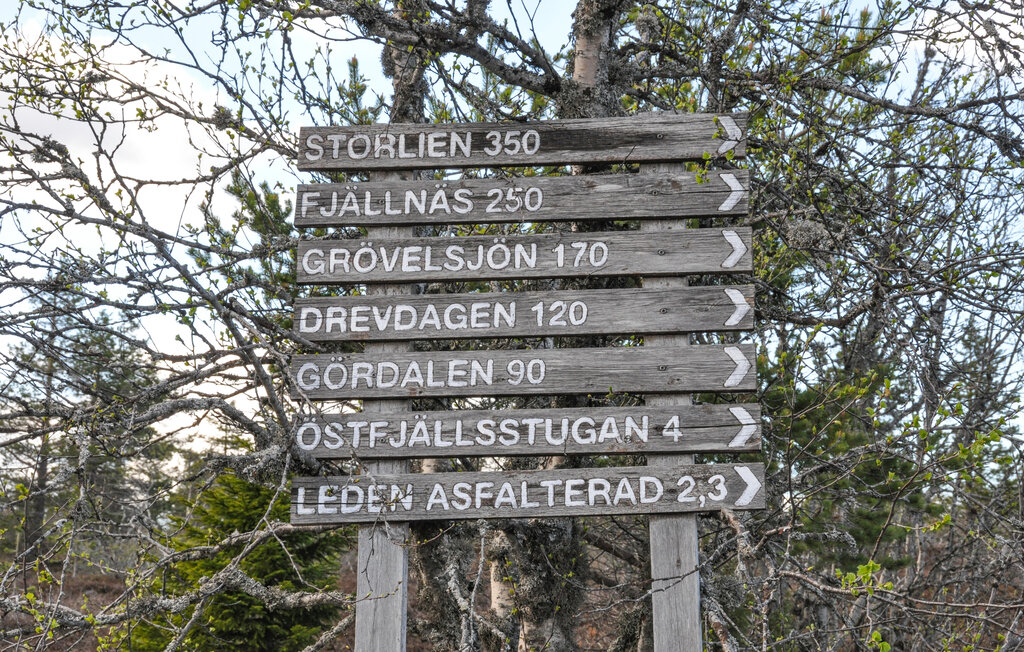 STORLIEN 350
FJÄLLNÄS 250
GRÖVELSJÖN 170
DREVDAGEN 120
GÖRDALEN 90
ÖSTFJÄLLSSTUGAN 4
LEDEN ASFALTERAD 2,3